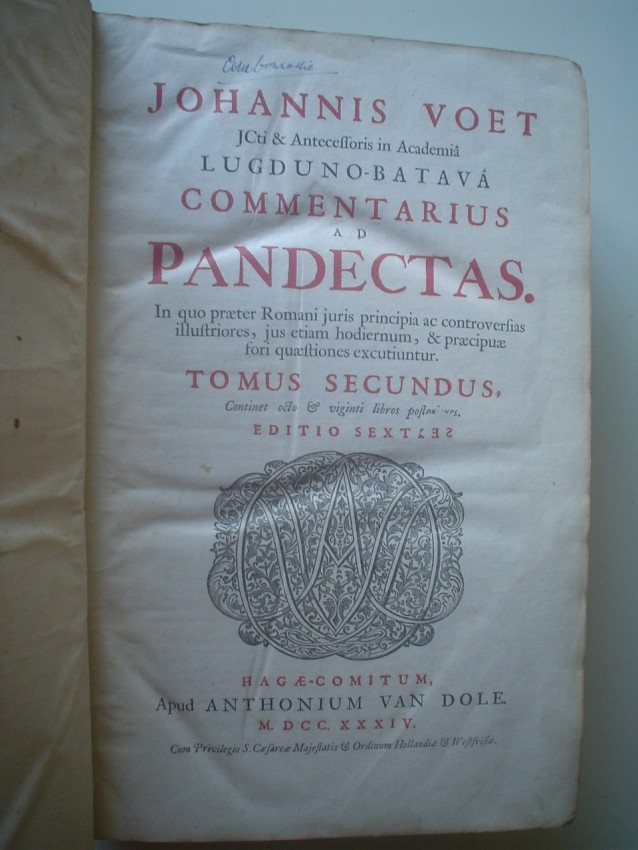 JOHANNIS VOET
JCti & Anteceſſoris in Academiâ
LUGDUNO-BATAVÂ
COMMENTARIUS
AD
PANDECTAS.
In quo præter Romani juris principia ac controverſias
illuſtriores, jus etiam hodiernum, & præcipuæ
fori quæſtiones excutiuntur.
TOMUS SECUNDUS,
Continet octo & viginti libros
EDITIO
HAGÆ-COMITUM,
Apud ANTHONIUM VAN DOLE.
M. DCC. XXXIV.
Cum Privilegio S. Cæſareæ Majeſtatis & Ordinum Hollandiæ & Weſtfriſiæ.